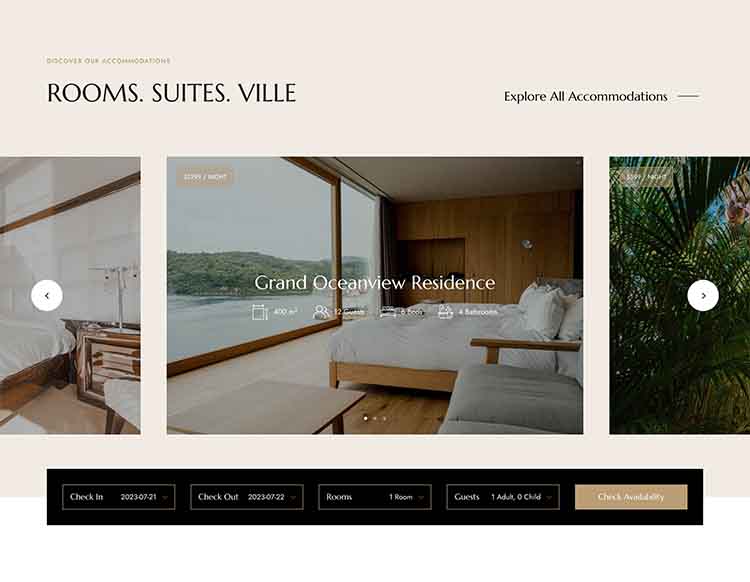 DISCOVER OUR ACCOMMODATIONS
ROOMS. SUITES. VILLE
Explore All Accommodations
/ NIGHT
/ NIGHT
Grand Oceanview Residence
400 m²
12 Guests
6 Beds
4 Bathrooms
Check In 2023-07-21
Check Out 2023-07-22
Rooms 1 Room
Guests 1 Adult, 0 Child
Check Availability